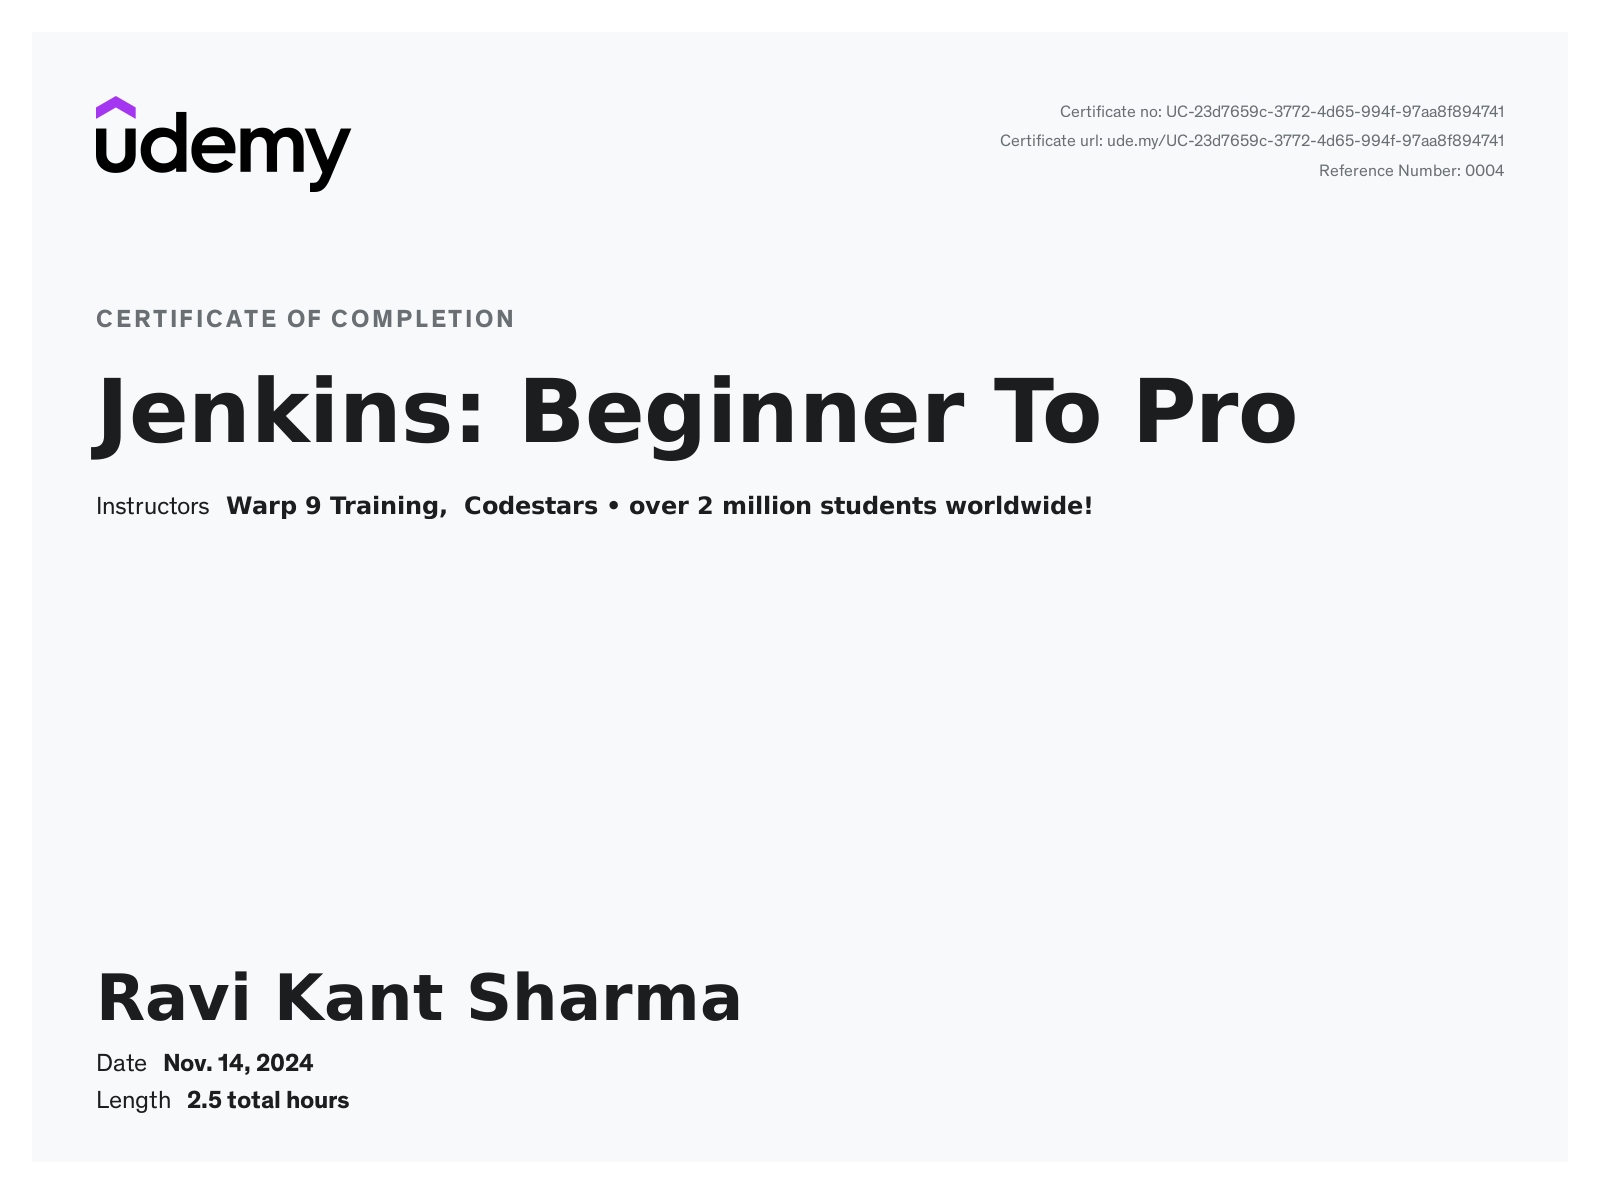 udemy
Certificate no: UC-23d7659c-3772-4d65-994f-97aa8f894741
Certificate url: ude.my/UC-23d7659c-3772-4d65-994f-97aa8f894741
Reference Number: 0004
CERTIFICATE OF COMPLETION
Jenkins: Beginner To Pro
Instructors Warp 9 Training, Codestars • over 2 million students worldwide!
Ravi Kant Sharma
Date Nov. 14, 2024
Length 2.5 total hours